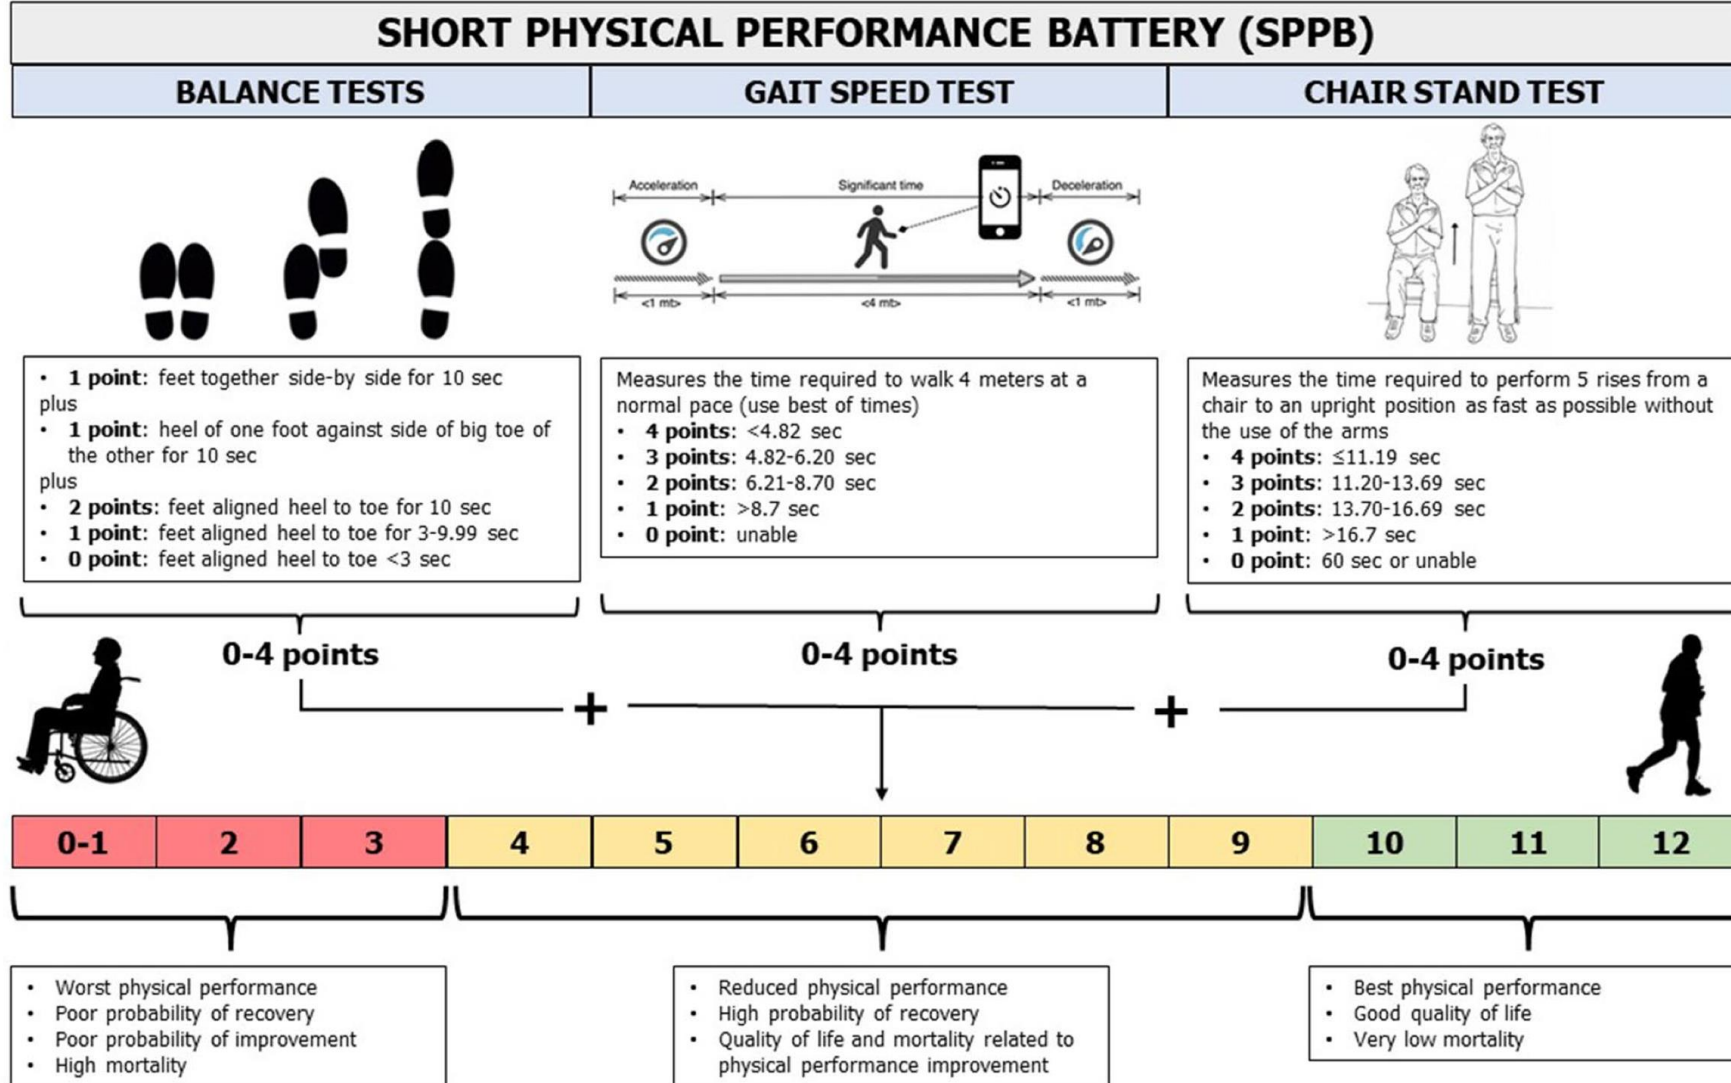 SHORT PHYSICAL PERFORMANCE BATTERY (SPPB)
BALANCE TESTS
GAIT SPEED TEST
CHAIR STAND TEST
Acceleration
Significant time
Deceleration
<1 mt>
<4 mt>
<1 mt>
• 1 point: feet together side-by side for 10 sec
plus
• 1 point: heel of one foot against side of big toe of
the other for 10 sec
plus
• 2 points: feet aligned heel to toe for 10 sec
• 1 point: feet aligned heel to toe for 3-9.99 sec
• 0 point: feet aligned heel to toe <3 sec
Measures the time required to walk 4 meters at a
normal pace (use best of times)
• 4 points: <4.82 sec
• 3 points: 4.82-6.20 sec
• 2 points: 6.21-8.70 sec
• 1 point: >8.7 sec
• 0 point: unable
Measures the time required to perform 5 rises from a
chair to an upright position as fast as possible without
the use of the arms
• 4 points: ≤11.19 sec
• 3 points: 11.20-13.69 sec
• 2 points: 13.70-16.69 sec
• 1 point: >16.7 sec
• 0 point: 60 sec or unable
0-4 points
0-4 points
0-4 points
+
+
0-1 2 3 4 5 6 7 8 9 10 11 12
• Worst physical performance
• Poor probability of recovery
• Poor probability of improvement
• High mortality
• Reduced physical performance
• High probability of recovery
• Quality of life and mortality related to
physical performance improvement
• Best physical performance
• Good quality of life
• Very low mortality